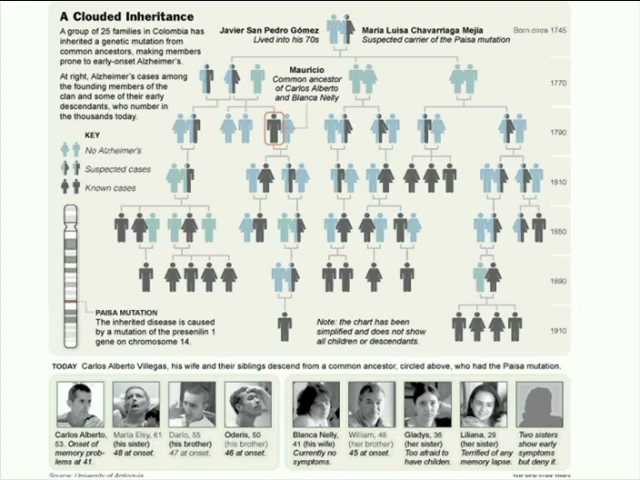 A Clouded Inheritance
A group of 25 families in Colombia has
inherited a genetic mutation from
common ancestors, making members
prone to early-onset Alzheimer's.
At right, Alzheimer's cases among
the founding members of the
clan and some of their early
descendants, who number in
the thousands today.
KEY
No Alzheimer's
Suspected cases
Known cases
Javier San Pedro Gómez
Lived into his 70s
María Luisa Chavarriaga Mejía
Suspected carrier of the Paisa mutation
Born circa 1745
Mauricio
Common ancestor
of Carlos Alberto
and Blanca Nelly
1770
1790
1810
1850
1890
1910
PAISA MUTATION
The inherited disease is caused
by a mutation of the presenilin 1
gene on chromosome 14.
Note: the chart has been
simplified and does not show
all children or descendants.
TODAY Carlos Alberto Villegas, his wife and their siblings descend from a common ancestor, circled above, who had the Paisa mutation.
Carlos Alberto,
53. Onset of
memory prob-
lems at 41.
María Elsy, 61
(his sister)
48 at onset.
Darío, 55
(his brother)
47 at onset.
Oderis, 50
(his brother)
46 at onset.
Blanca Nelly,
41 (his wife)
Currently no
symptoms.
William, 48
(her brother)
45 at onset.
Gladys, 36
(her sister)
Too afraid to
have children.
Liliana, 29
(her sister)
Terrified of any
memory lapse.
Two sisters
show early
symptoms
but deny it.
Source: University of Antioquia
THE NEW YORK TIMES